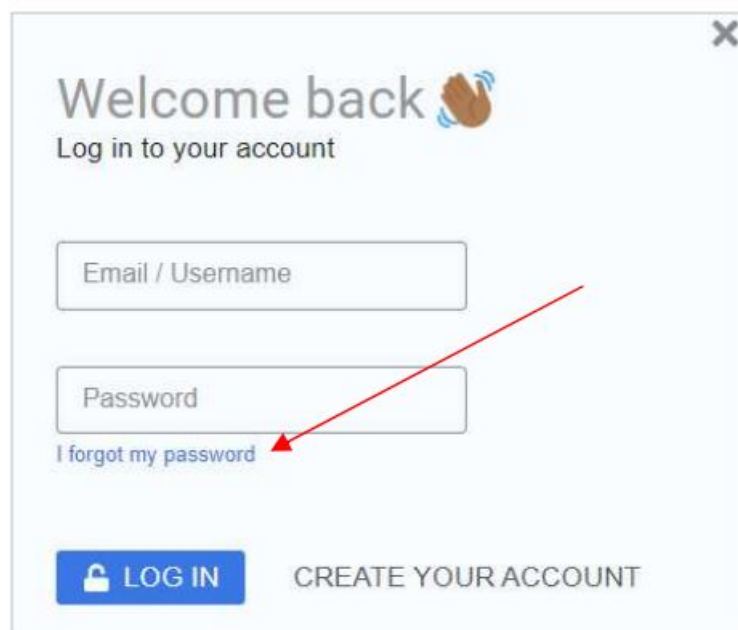 Welcome back 👋🏾
Log in to your account
Email / Username
Password
I forgot my password
LOG IN
CREATE YOUR ACCOUNT